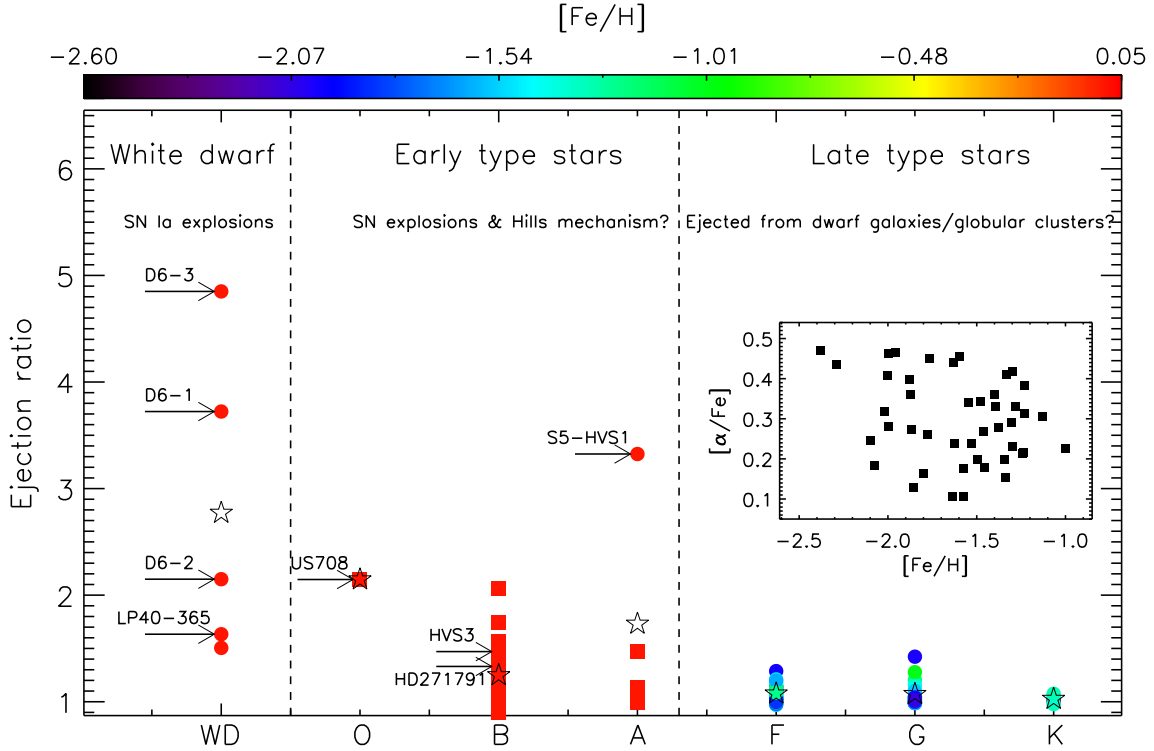 [Fe/H]
−2.60 −2.07 −1.54 −1.01 −0.48 0.05
White dwarf Early type stars Late type stars
SN Ia explosions SN explosions & Hills mechanism? Ejected from dwarf galaxies/globular clusters?
Ejection ratio
6
5
4
3
2
1
D6−3
D6−1
D6−2
LP40−365
US708
HVS3
HD271791
S5−HVS1
[α/Fe]
0.5
0.4
0.3
0.2
0.1
−2.5 −2.0 −1.5 −1.0
[Fe/H]
WD O B A F G K